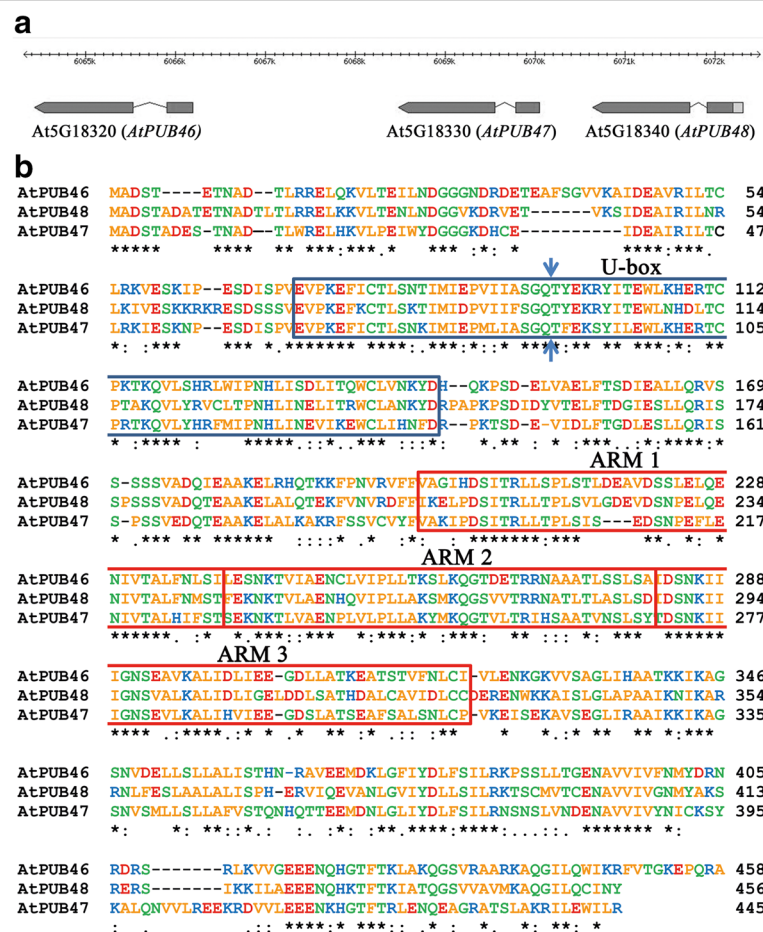 a
6065k 6066k 6067k 6068k 6069k 6070k 6071k 6072k
At5G18320 (AtPUB46) At5G18330 (AtPUB47) At5G18340 (AtPUB48)
b
AtPUB46 MADST----ETNAD--TLRRELQKVLTEILNDGGGNDRDETEAFSGVVKAIDEAVRILTC 54
AtPUB48 MADSTADATETNADTLTLRRELKKVLTENLNDGGVKDRVET------VKSIDEAIRILNR 54
AtPUB47 MADSTADES-TNAD--TLWRELHKVLPEIWNDGGGKDHCE--------IDEAIRILTC 47
U-box
AtPUB46 LRKVESKIP--ESDISPVEVPKEFICTLSNTIMIEPVIIASGQTYEKRYITEWLKHERTC 112
AtPUB48 LKIVESKKRKRESDSSSVEVPKEFKCTLSKTIMIDPVIIFSGQTYEKRYITEWLNHDLTC 114
AtPUB47 LRKIESKNP--ESDISPVEVPKEFICTLSNKIMIEPMLIASGQTFEKSYILEWLKHERTC 105
AtPUB46 PKTKQVLSHRLWIPNHLISDLITQWCLVNKYDH--QKPSD-ELVAELFTSDIEALLQRVS 169
AtPUB48 PTAKQVLYRVCLTPNHLINELITRWCLANKYDRPAPKPSDIDYVTELFTDGIESLLQRIS 174
AtPUB47 PRTKQVLYHRFMIPNHLINEVIKEWCLIHNFDR--PKTSD-E-VIDLFTGDLESLLQRIS 161
ARM 1
AtPUB46 S-SSSVADQIEAAKELRHQTKKFPNVRVFFVAGIHDSITRLLSPLSTLDEAVDSSLELQE 228
AtPUB48 SPSSSVADQTEAAKELALQTEKFVNVRDFFIKELPDSITRLLTPLSVLGDEVDSNPELQE 234
AtPUB47 S-PSSVEDQTEAAKELALKAKRFSSVCVYFVAKIPDSITRLLTPLSIS---EDSNPEFLE 217
ARM 2
AtPUB46 NIVTALFNLSILESNKTVIAENCLVIPLLTKSLKQGTDETRRNAAATLSSLSAIDSNKII 288
AtPUB48 NIVTALFNMSTFEKNKTVLAENHQVIPLLAKSMKQGSVVTRRNATLTLASLSDIDSNKII 294
AtPUB47 NIVTALHIFSTSEKNKTLVAENPLVLPLLAKYMKQGTVLTRIHSAATVNSLSYTDSNKII 277
ARM 3
AtPUB46 IGNSEAVKALIDLIEE-GDLLATKEATSTVFNLCI-VLENKGKVVSAGLIHAATKKIKAG 346
AtPUB48 IGNSVALKALIDLIGELDDLSATHDALCAVIDLCCDERENWKKAISLGLAPAAIKNIKAR 354
AtPUB47 IGNSEVLKALIHVIEE-GDSLATSEAFSALSNLCP-VKEISEKAVSEGLIRAAIKKIKAG 335
AtPUB46 SNVDELLSLLALISTHN-RAVEEMDKLGFIYDLFSILRKPSSLLTGENAVVIVFNMYDRN 405
AtPUB48 RNLFESLAALALISPH-ERVIQEVANLGVIYDLLSILRKTSCMVTCENAVVIVGNMYAKS 413
AtPUB47 SNVSMLLSLLAFVSTQNHQTTEEMDNLGLIYDLFSILRNSNSLVNDENAVVIVYNICKSY 395
AtPUB46 RDRS-------RLKVVGEEENQHGTFTKLAKQGSVRAARKAQGILQWIKRFVTGKEPQRA 458
AtPUB48 RERS-------IKKILAEEENQHKTFTKIATQGSVVAVMKAQGILQCINY 456
AtPUB47 KALQNVVLREEKRDVVLEEENKHGTFTRLENQEAGRATSLAKRILEWILR 445